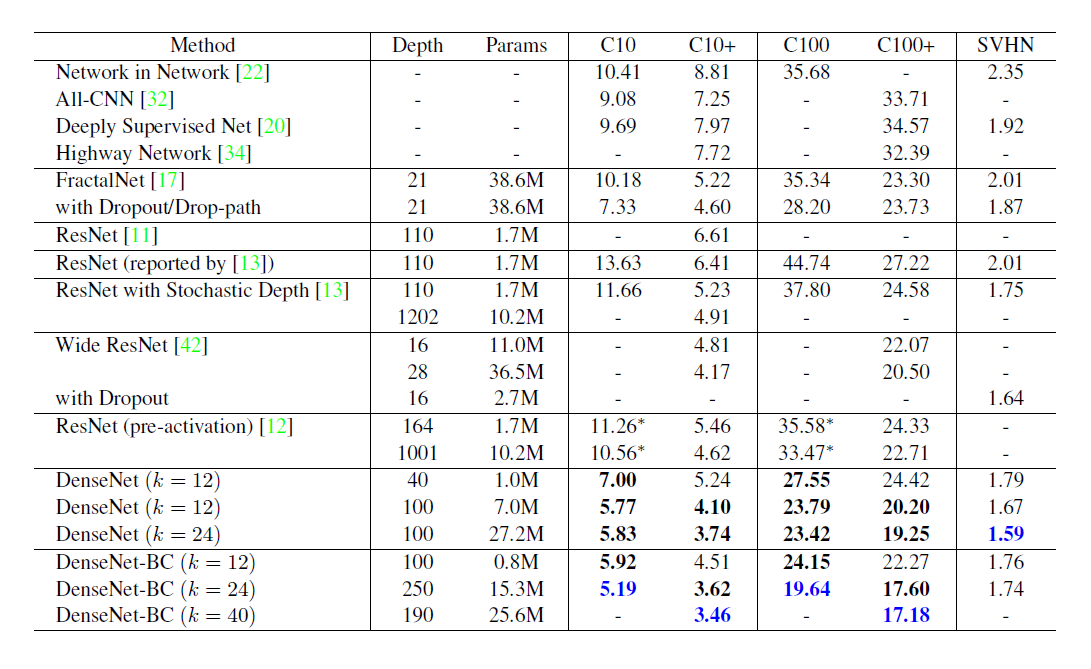 Method Depth Params C10 C10+ C100 C100+ SVHN
Network in Network [22] - - 10.41 8.81 35.68 - 2.35
All-CNN [32] - - 9.08 7.25 - 33.71 -
Deeply Supervised Net [20] - - 9.69 7.97 - 34.57 1.92
Highway Network [34] - - - 7.72 - 32.39 -
FractalNet [17] 21 38.6M 10.18 5.22 35.34 23.30 2.01
with Dropout/Drop-path 21 38.6M 7.33 4.60 28.20 23.73 1.87
ResNet [11] 110 1.7M - 6.61 - - -
ResNet (reported by [13]) 110 1.7M 13.63 6.41 44.74 27.22 2.01
ResNet with Stochastic Depth [13] 110 1.7M 11.66 5.23 37.80 24.58 1.75
1202 10.2M - 4.91 - - -
Wide ResNet [42] 16 11.0M - 4.81 - 22.07 -
28 36.5M - 4.17 - 20.50 -
with Dropout 16 2.7M - - - - 1.64
ResNet (pre-activation) [12] 164 1.7M 11.26* 5.46 35.58* 24.33 -
1001 10.2M 10.56* 4.62 33.47* 22.71 -
DenseNet (k = 12) 40 1.0M 7.00 5.24 27.55 24.42 1.79
DenseNet (k = 12) 100 7.0M 5.77 4.10 23.79 20.20 1.67
DenseNet (k = 24) 100 27.2M 5.83 3.74 23.42 19.25 1.59
DenseNet-BC (k = 12) 100 0.8M 5.92 4.51 24.15 22.27 1.76
DenseNet-BC (k = 24) 250 15.3M 5.19 3.62 19.64 17.60 1.74
DenseNet-BC (k = 40) 190 25.6M - 3.46 - 17.18 -